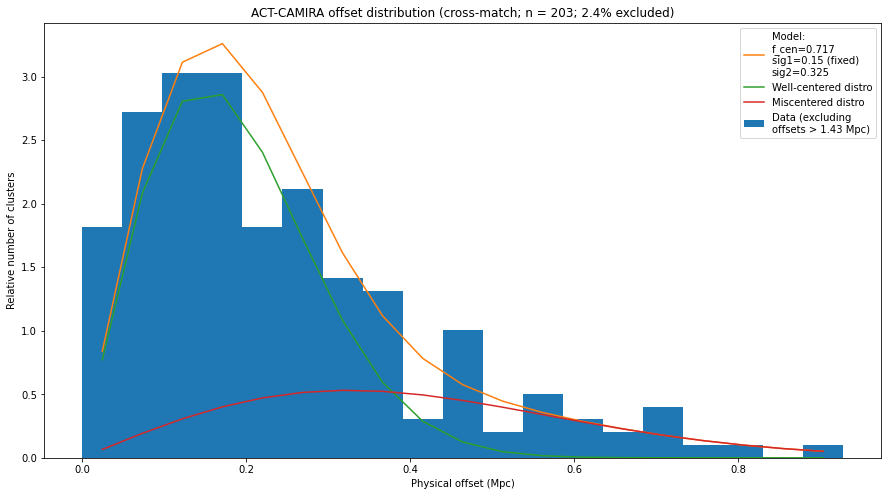 ACT-CAMIRA offset distribution (cross-match; n = 203; 2.4% excluded)
Model:
f_cen=0.717
sig1=0.15 (fixed)
sig2=0.325
Well-centered distro
Miscentered distro
Data (excluding
offsets > 1.43 Mpc)
Relative number of clusters
3.0
2.5
2.0
1.5
1.0
0.5
0.0
0.0 0.2 0.4 0.6 0.8
Physical offset (Mpc)